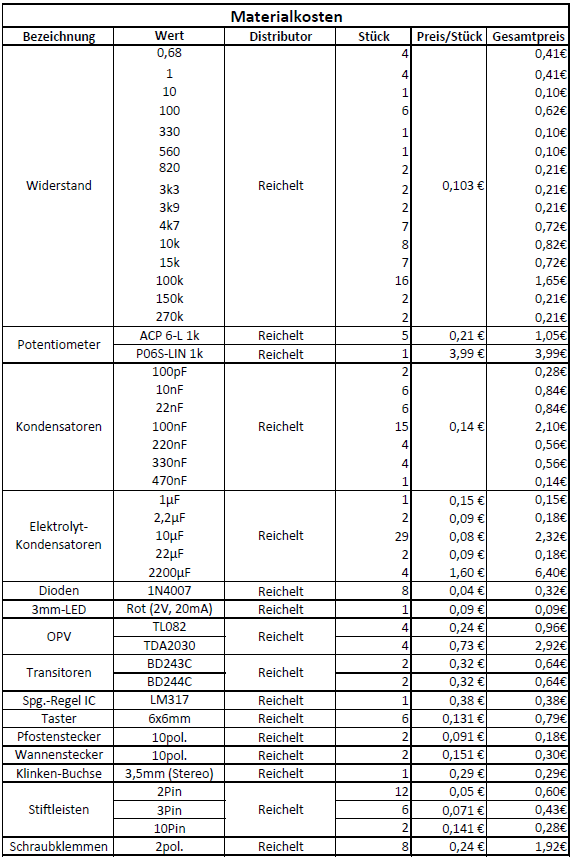 Materialkosten
Bezeichnung Wert Distributor Stück Preis/Stück Gesamtpreis
0,68 4 0,41€
1 4 0,41€
10 1 0,10€
100 6 0,62€
330 1 0,10€
560 1 0,10€
820 2 0,21€
Widerstand 3k3 Reichelt 2 0,103 € 0,21€
3k9 2 0,21€
4k7 7 0,72€
10k 8 0,82€
15k 7 0,72€
100k 16 1,65€
150k 2 0,21€
270k 2 0,21€
Potentiometer ACP 6-L 1k Reichelt 5 0,21 € 1,05€
P06S-LIN 1k Reichelt 1 3,99 € 3,99€
100pF 2 0,28€
10nF 6 0,84€
22nF 6 0,84€
Kondensatoren 100nF Reichelt 15 0,14 € 2,10€
220nF 4 0,56€
330nF 4 0,56€
470nF 1 0,14€
1µF 1 0,15 € 0,15€
Elektrolyt- 2,2µF 2 0,09 € 0,18€
Kondensatoren 10µF Reichelt 29 0,08 € 2,32€
22µF 2 0,09 € 0,18€
2200µF 4 1,60 € 6,40€
Dioden 1N4007 Reichelt 8 0,04 € 0,32€
3mm-LED Rot (2V, 20mA) Reichelt 1 0,09 € 0,09€
OPV TL082 Reichelt 4 0,24 € 0,96€
TDA2030 4 0,73 € 2,92€
Transitoren BD243C Reichelt 2 0,32 € 0,64€
BD244C 2 0,32 € 0,64€
Spg.-Regel IC LM317 Reichelt 1 0,38 € 0,38€
Taster 6x6mm Reichelt 6 0,131 € 0,79€
Pfostenstecker 10pol. Reichelt 2 0,091 € 0,18€
Wannenstecker 10pol. Reichelt 2 0,151 € 0,30€
Klinken-Buchse 3,5mm (Stereo) Reichelt 1 0,29 € 0,29€
2Pin 12 0,05 € 0,60€
Stiftleisten 3Pin Reichelt 6 0,071 € 0,43€
10Pin 2 0,141 € 0,28€
Schraubklemmen 2pol. Reichelt 8 0,24 € 1,92€